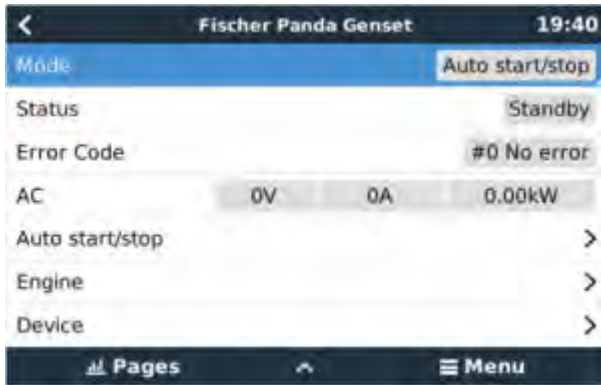 Fischer Panda Genset 19:40
Mode Auto start/stop
Status Standby
Error Code #0 No error
AC 0V 0A 0.00kW
Auto start/stop
Engine
Device
Pages Menu